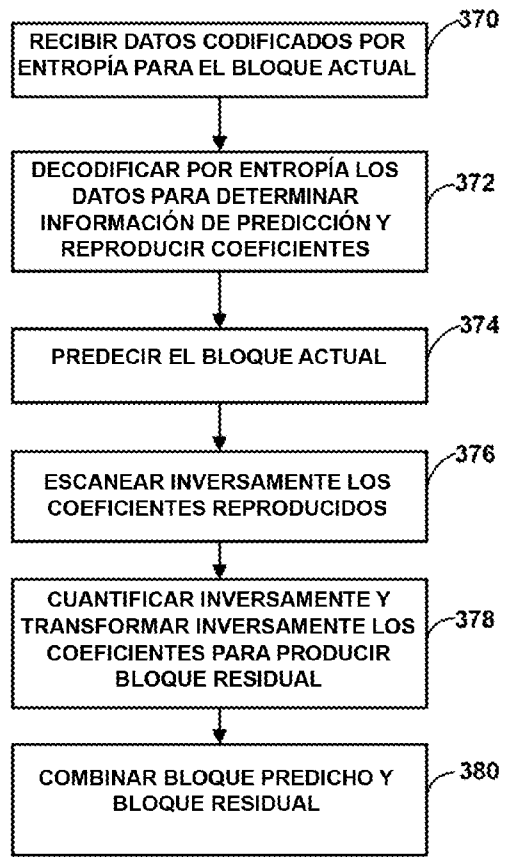 370
RECIBIR DATOS CODIFICADOS POR
ENTROPÍA PARA EL BLOQUE ACTUAL
372
DECODIFICAR POR ENTROPÍA LOS
DATOS PARA DETERMINAR
INFORMACIÓN DE PREDICCIÓN Y
REPRODUCIR COEFICIENTES
374
PREDECIR EL BLOQUE ACTUAL
376
ESCANEAR INVERSAMENTE LOS
COEFICIENTES REPRODUCIDOS
378
CUANTIFICAR INVERSAMENTE Y
TRANSFORMAR INVERSAMENTE LOS
COEFICIENTES PARA PRODUCIR
BLOQUE RESIDUAL
380
COMBINAR BLOQUE PREDICHO Y
BLOQUE RESIDUAL